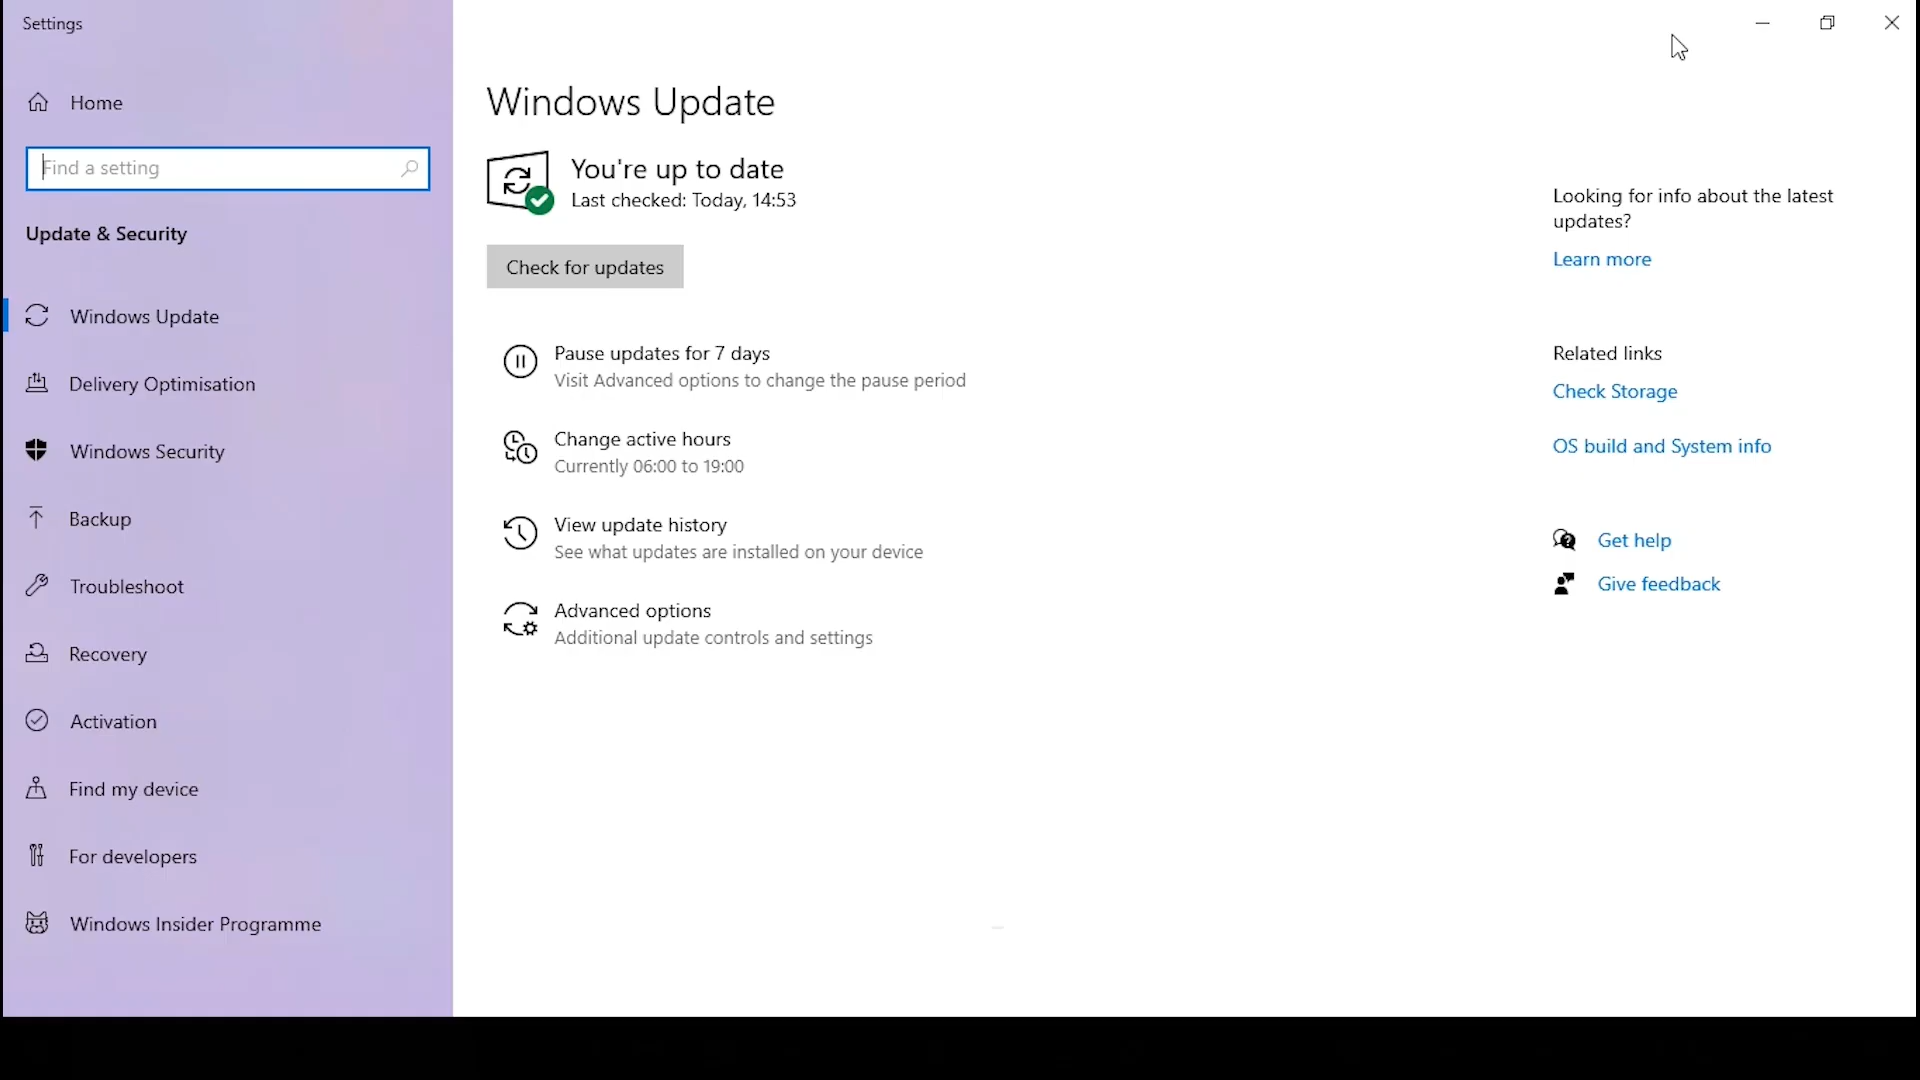 Settings
Home
Find a setting
Update & Security
Windows Update
Delivery Optimisation
Windows Security
Backup
Troubleshoot
Recovery
Activation
Find my device
For developers
Windows Insider Programme
Windows Update
You're up to date
Last checked: Today, 14:53
Check for updates
Pause updates for 7 days
Visit Advanced options to change the pause period
Change active hours
Currently 06:00 to 19:00
View update history
See what updates are installed on your device
Advanced options
Additional update controls and settings
Looking for info about the latest
updates?
Learn more
Related links
Check Storage
OS build and System info
Get help
Give feedback